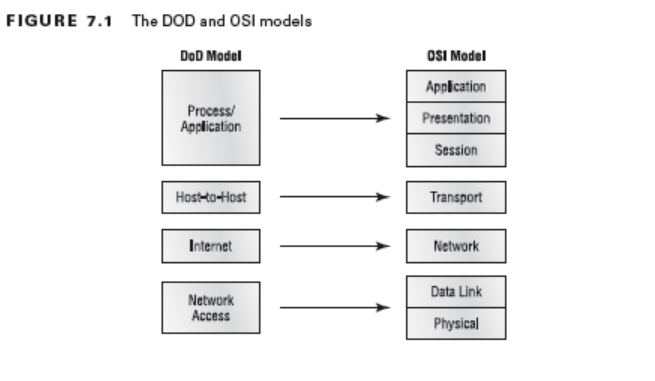 FIGURE 7.1 The DOD and OSI models
DoD Model
OSI Model
Process/
Application
Application
Presentation
Session
Host-to-Host
Transport
Internet
Network
Network
Access
Data Link
Physical